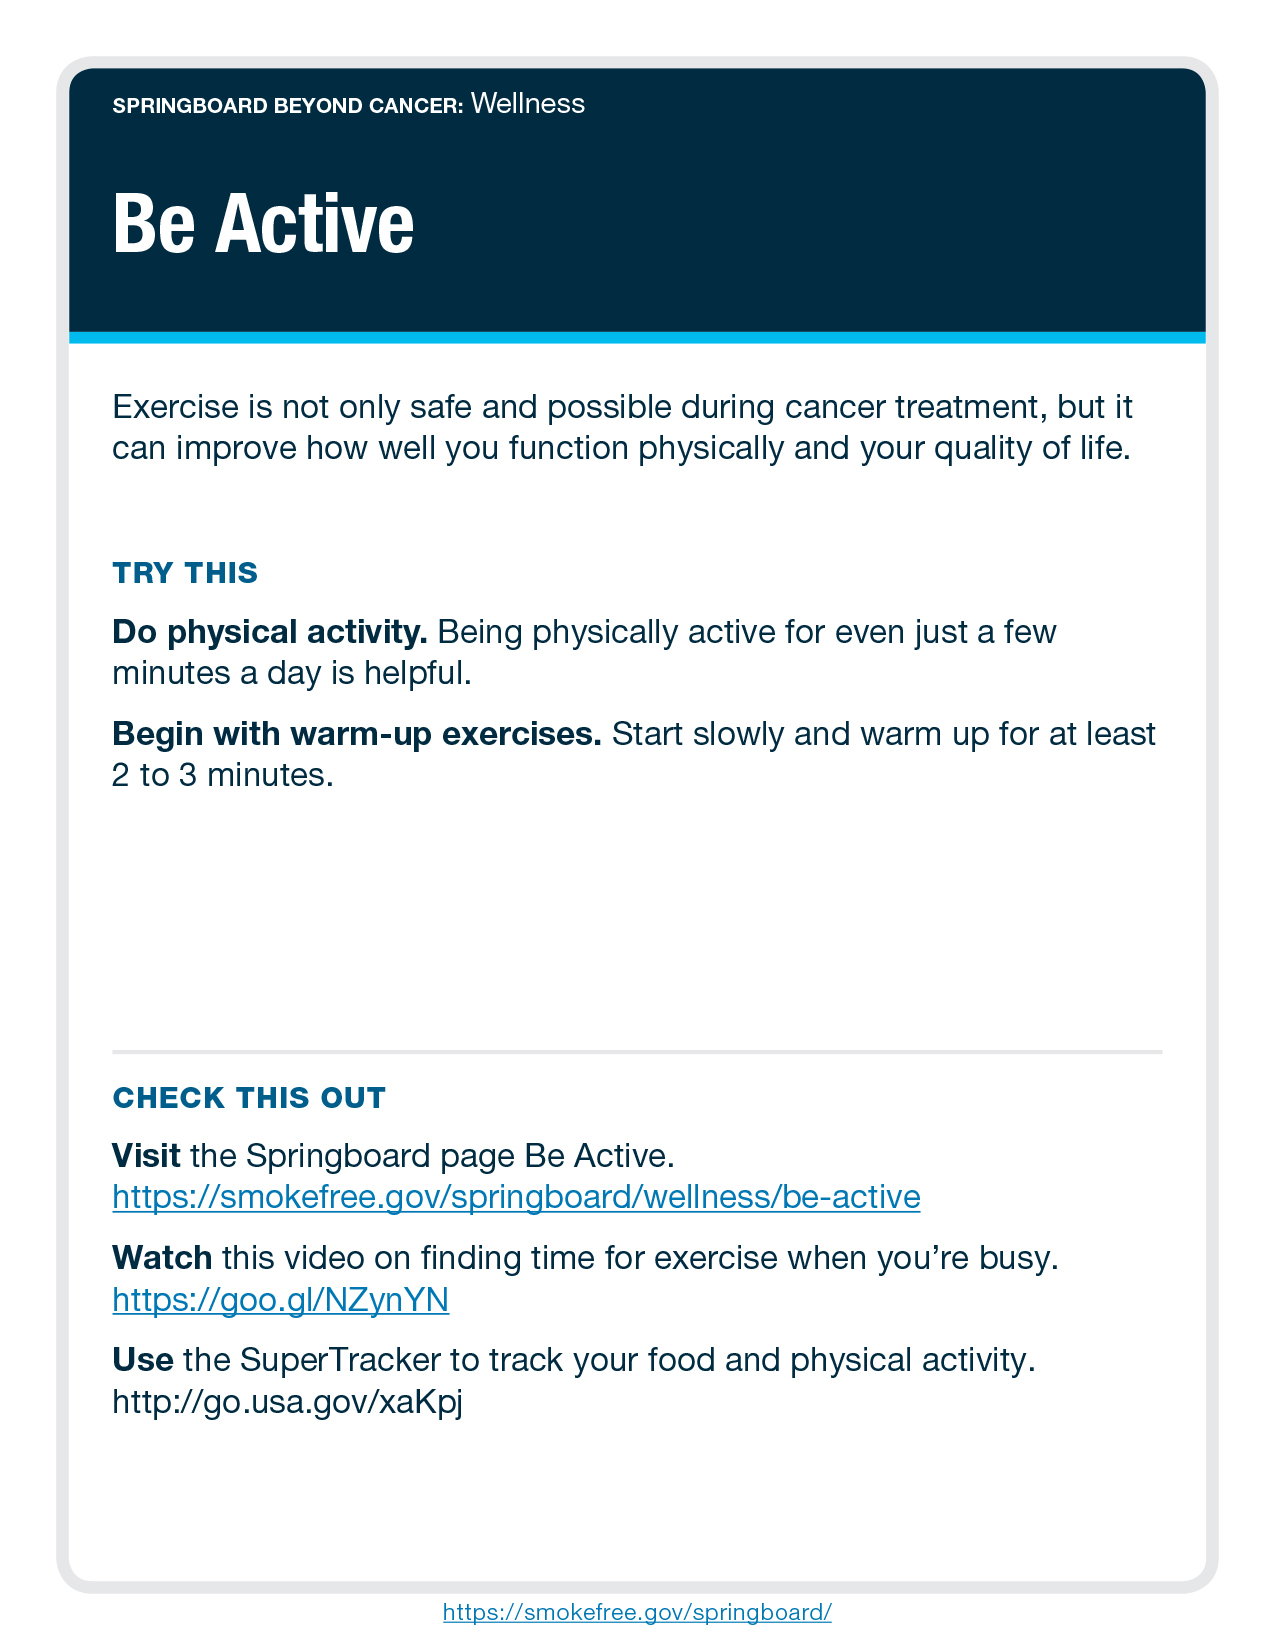 SPRINGBOARD BEYOND CANCER: Wellness
Be Active
Exercise is not only safe and possible during cancer treatment, but it
can improve how well you function physically and your quality of life.
TRY THIS
Do physical activity. Being physically active for even just a few
minutes a day is helpful.
Begin with warm-up exercises. Start slowly and warm up for at least
2 to 3 minutes.
CHECK THIS OUT
Visit the Springboard page Be Active.
https://smokefree.gov/springboard/wellness/be-active
Watch this video on finding time for exercise when you’re busy.
https://goo.gl/NZynYN
Use the SuperTracker to track your food and physical activity.
http://go.usa.gov/xaKpj
https://smokefree.gov/springboard/